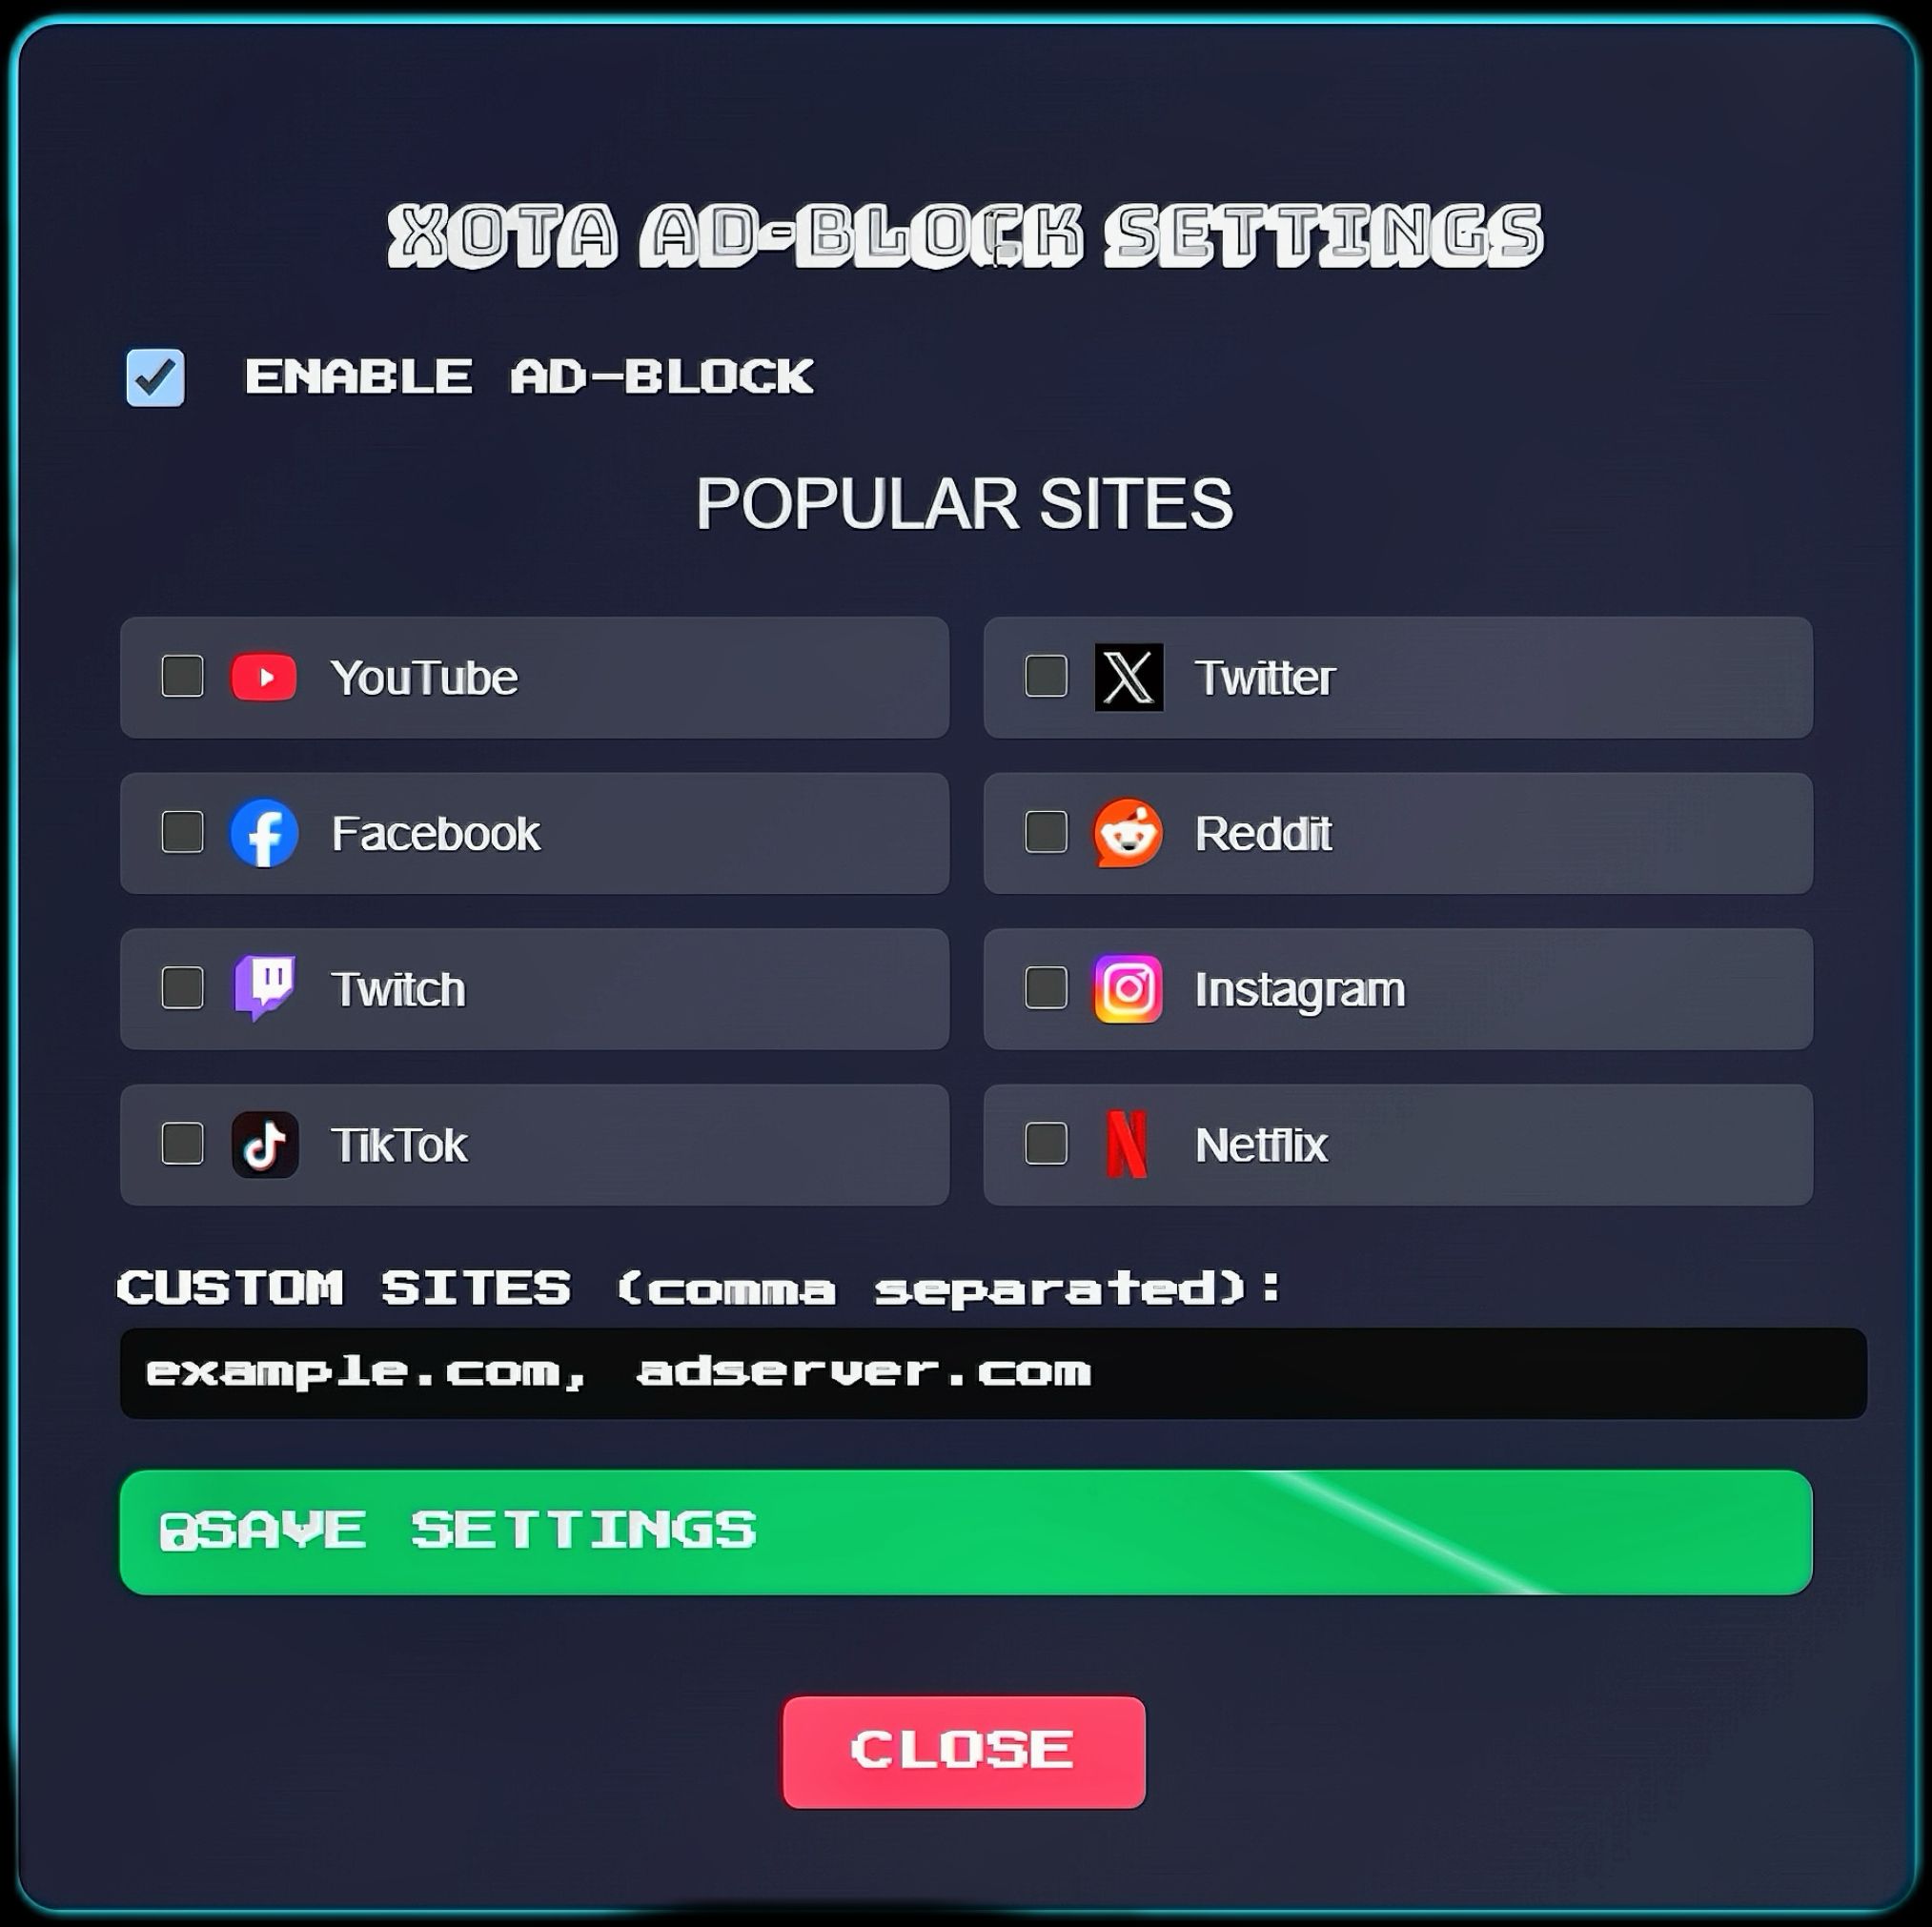 XOTA AD-BLOCK SETTINGS
ENABLE AD-BLOCK
POPULAR SITES
YouTube
Twitter
Facebook
Reddit
Twitch
Instagram
TikTok
Netflix
CUSTOM SITES (comma separated):
example.com, adserver.com
SAVE SETTINGS
CLOSE